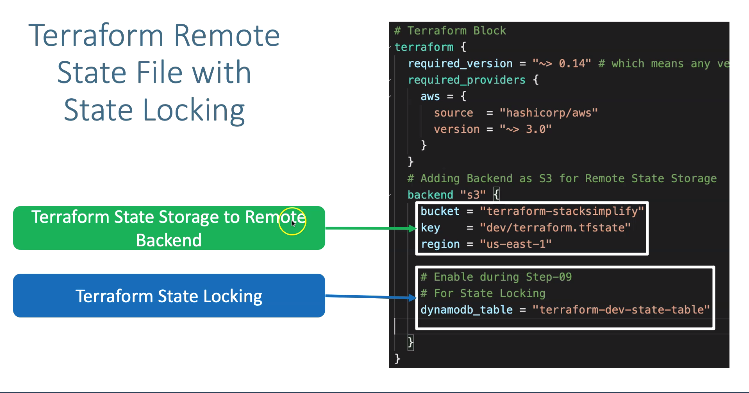 Terraform Remote
State File with
State Locking
Terraform State Storage to Remote
Backend
Terraform State Locking
# Terraform Block
terraform {
required_version = "~> 0.14" # which means any ve
required_providers {
aws = {
source = "hashicorp/aws"
version = "~> 3.0"
}
}
# Adding Backend as S3 for Remote State Storage
backend "s3" {
bucket = "terraform-stacksimplify"
key = "dev/terraform.tfstate"
region = "us-east-1"
# Enable during Step-09
# For State Locking
dynamodb_table = "terraform-dev-state-table"
}
}